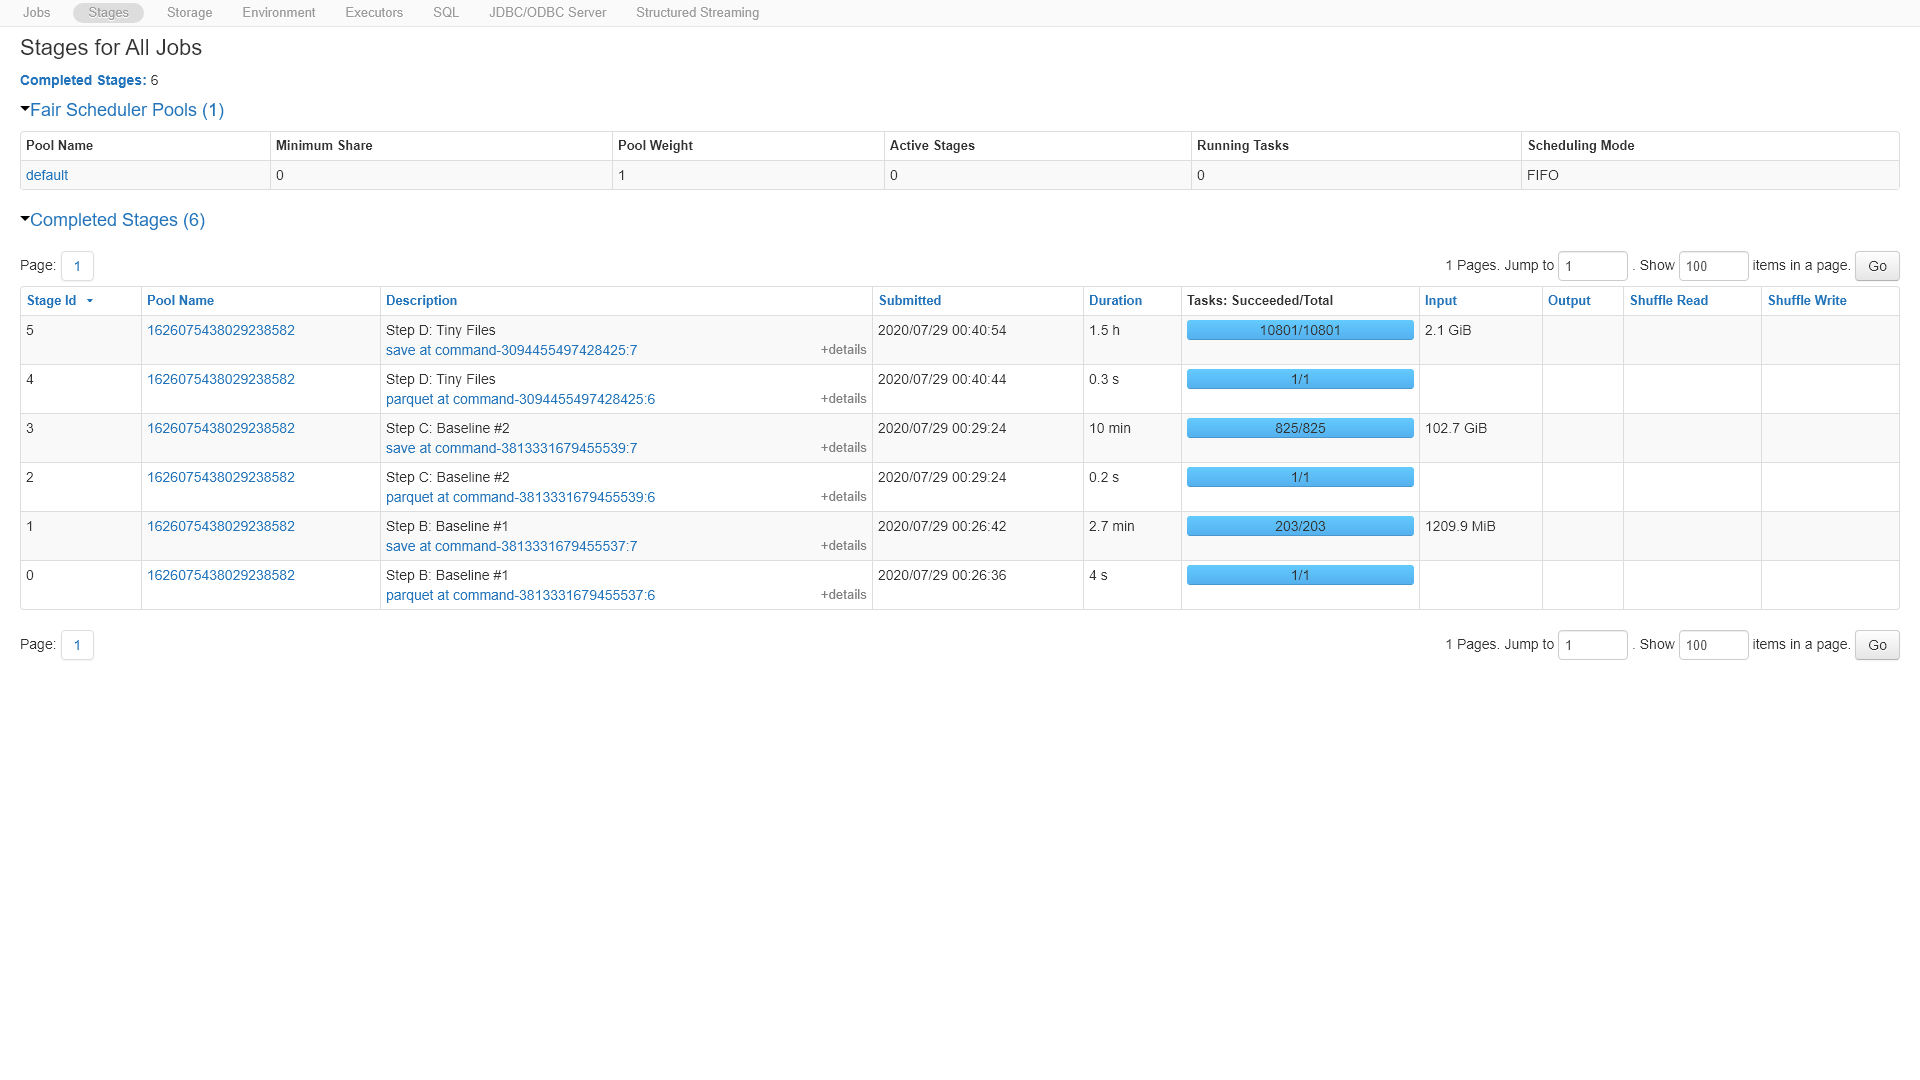 Jobs Stages Storage Environment Executors SQL JDBC/ODBC Server Structured Streaming
Stages for All Jobs
Completed Stages: 6
Fair Scheduler Pools (1)
Pool Name Minimum Share Pool Weight Active Stages Running Tasks Scheduling Mode
default 0 1 0 0 FIFO
Completed Stages (6)
Page: 1 1 Pages. Jump to 1 . Show 100 items in a page. Go
Stage Id Pool Name Description Submitted Duration Tasks: Succeeded/Total Input Output Shuffle Read Shuffle Write
5 1626075438029238582 Step D: Tiny Files 2020/07/29 00:40:54 1.5 h 10801/10801 2.1 GiB
save at command-3094455497428425:7 +details
4 1626075438029238582 Step D: Tiny Files 2020/07/29 00:40:44 0.3 s 1/1
parquet at command-3094455497428425:6 +details
3 1626075438029238582 Step C: Baseline #2 2020/07/29 00:29:24 10 min 825/825 102.7 GiB
save at command-3813331679455539:7 +details
2 1626075438029238582 Step C: Baseline #2 2020/07/29 00:29:24 0.2 s 1/1
parquet at command-3813331679455539:6 +details
1 1626075438029238582 Step B: Baseline #1 2020/07/29 00:26:42 2.7 min 203/203 1209.9 MiB
save at command-3813331679455537:7 +details
0 1626075438029238582 Step B: Baseline #1 2020/07/29 00:26:36 4 s 1/1
parquet at command-3813331679455537:6 +details
Page: 1 1 Pages. Jump to 1 . Show 100 items in a page. Go